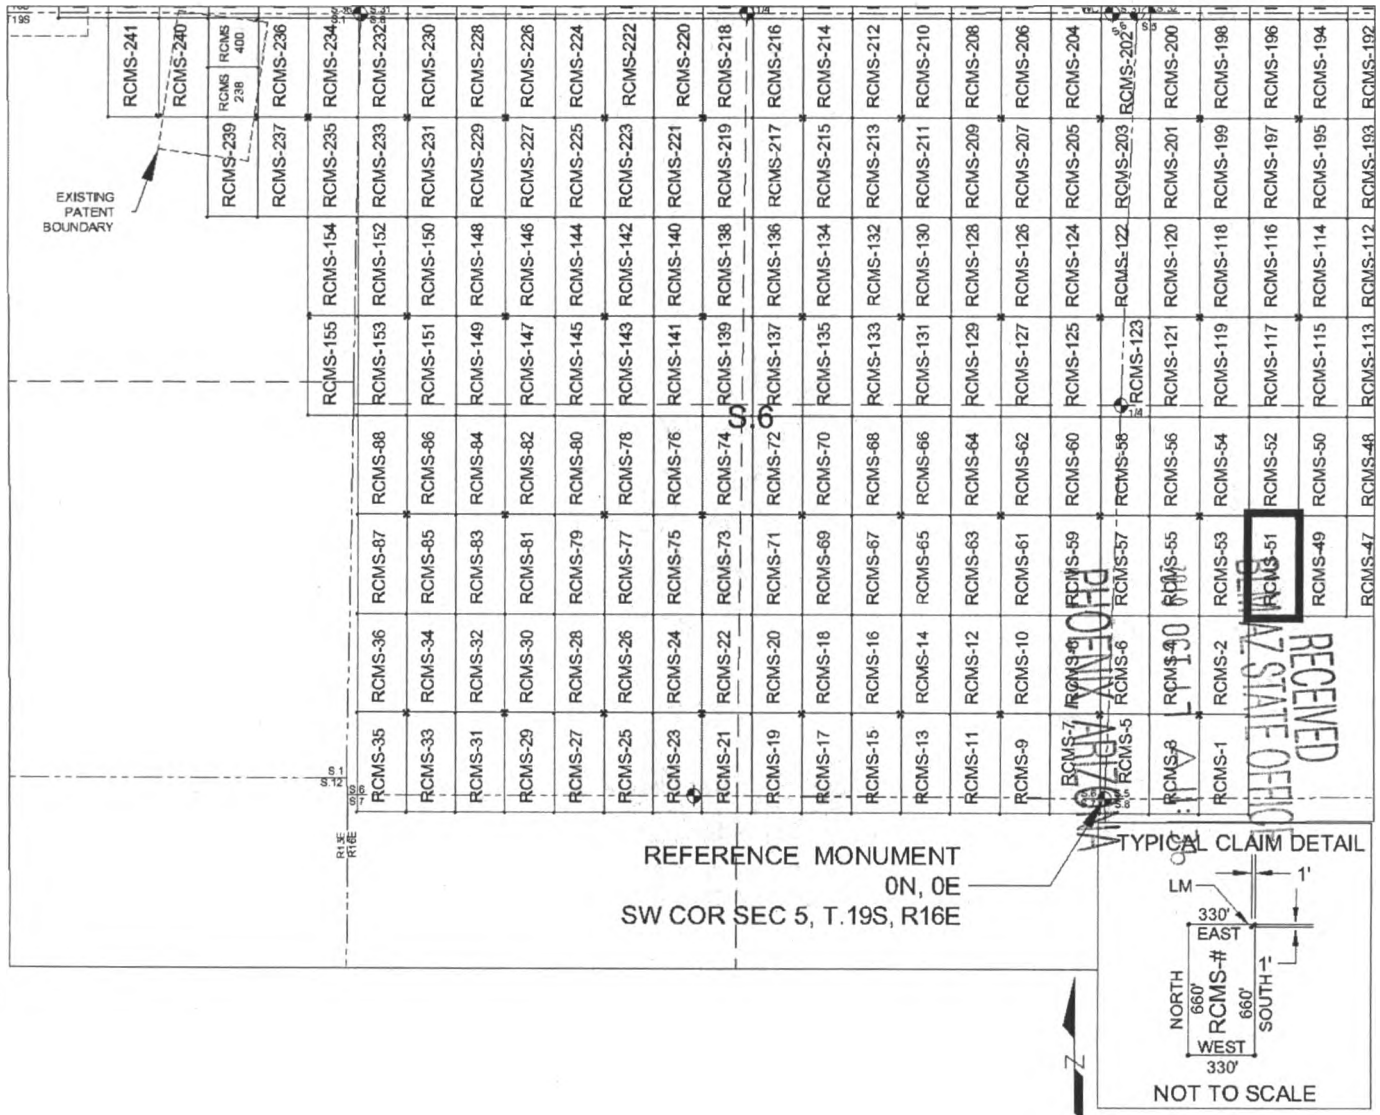 T19S
S.1
S.31
S.6
1/4
WC
S.31
S.32
S.6
S.5
RCMS-241
RCMS-240
RCMS
400
RCMS
238
RCMS-236
RCMS-234
RCMS-232
RCMS-230
RCMS-228
RCMS-226
RCMS-224
RCMS-222
RCMS-220
RCMS-218
RCMS-216
RCMS-214
RCMS-212
RCMS-210
RCMS-208
RCMS-206
RCMS-204
RCMS-202
RCMS-200
RCMS-198
RCMS-196
RCMS-194
RCMS-192
RCMS-239
RCMS-237
RCMS-235
RCMS-233
RCMS-231
RCMS-229
RCMS-227
RCMS-225
RCMS-223
RCMS-221
RCMS-219
RCMS-217
RCMS-215
RCMS-213
RCMS-211
RCMS-209
RCMS-207
RCMS-205
RCMS-203
RCMS-201
RCMS-199
RCMS-197
RCMS-195
RCMS-193
EXISTING
PATENT
BOUNDARY
RCMS-154
RCMS-152
RCMS-150
RCMS-148
RCMS-146
RCMS-144
RCMS-142
RCMS-140
RCMS-138
RCMS-136
RCMS-134
RCMS-132
RCMS-130
RCMS-128
RCMS-126
RCMS-124
RCMS-122
RCMS-120
RCMS-118
RCMS-116
RCMS-114
RCMS-112
RCMS-155
RCMS-153
RCMS-151
RCMS-149
RCMS-147
RCMS-145
RCMS-143
RCMS-141
RCMS-139
RCMS-137
RCMS-135
RCMS-133
RCMS-131
RCMS-129
RCMS-127
RCMS-125
RCMS-123
RCMS-121
RCMS-119
RCMS-117
RCMS-115
RCMS-113
S.6
1/4
RCMS-88
RCMS-86
RCMS-84
RCMS-82
RCMS-80
RCMS-78
RCMS-76
RCMS-74
RCMS-72
RCMS-70
RCMS-68
RCMS-66
RCMS-64
RCMS-62
RCMS-60
RCMS-58
RCMS-56
RCMS-54
RCMS-52
RCMS-50
RCMS-48
RCMS-87
RCMS-85
RCMS-83
RCMS-81
RCMS-79
RCMS-77
RCMS-75
RCMS-73
RCMS-71
RCMS-69
RCMS-67
RCMS-65
RCMS-63
RCMS-61
RCMS-59
RCMS-57
RCMS-55
RCMS-53
RCMS-51
RCMS-49
RCMS-47
RCMS-36
RCMS-34
RCMS-32
RCMS-30
RCMS-28
RCMS-26
RCMS-24
RCMS-22
RCMS-20
RCMS-18
RCMS-16
RCMS-14
RCMS-12
RCMS-10
RCMS-8
RCMS-6
RCMS-4
RCMS-2
RCMS-35
RCMS-33
RCMS-31
RCMS-29
RCMS-27
RCMS-25
RCMS-23
RCMS-21
RCMS-19
RCMS-17
RCMS-15
RCMS-13
RCMS-11
RCMS-9
RCMS-7
RCMS-5
RCMS-3
RCMS-1
RECEIVED
BLM AZ STATE OFFICE
PHOENIX, ARIZONA
S.1
S.12
S.6
S.7
S.6
S.5
S.8
R16E
REFERENCE MONUMENT
0N, 0E
SW COR SEC 5, T.19S, R16E
TYPICAL CLAIM DETAIL
LM
1'
330'
EAST
NORTH
660'
RCMS-#
660'
SOUTH
1'
WEST
330'
NOT TO SCALE
N